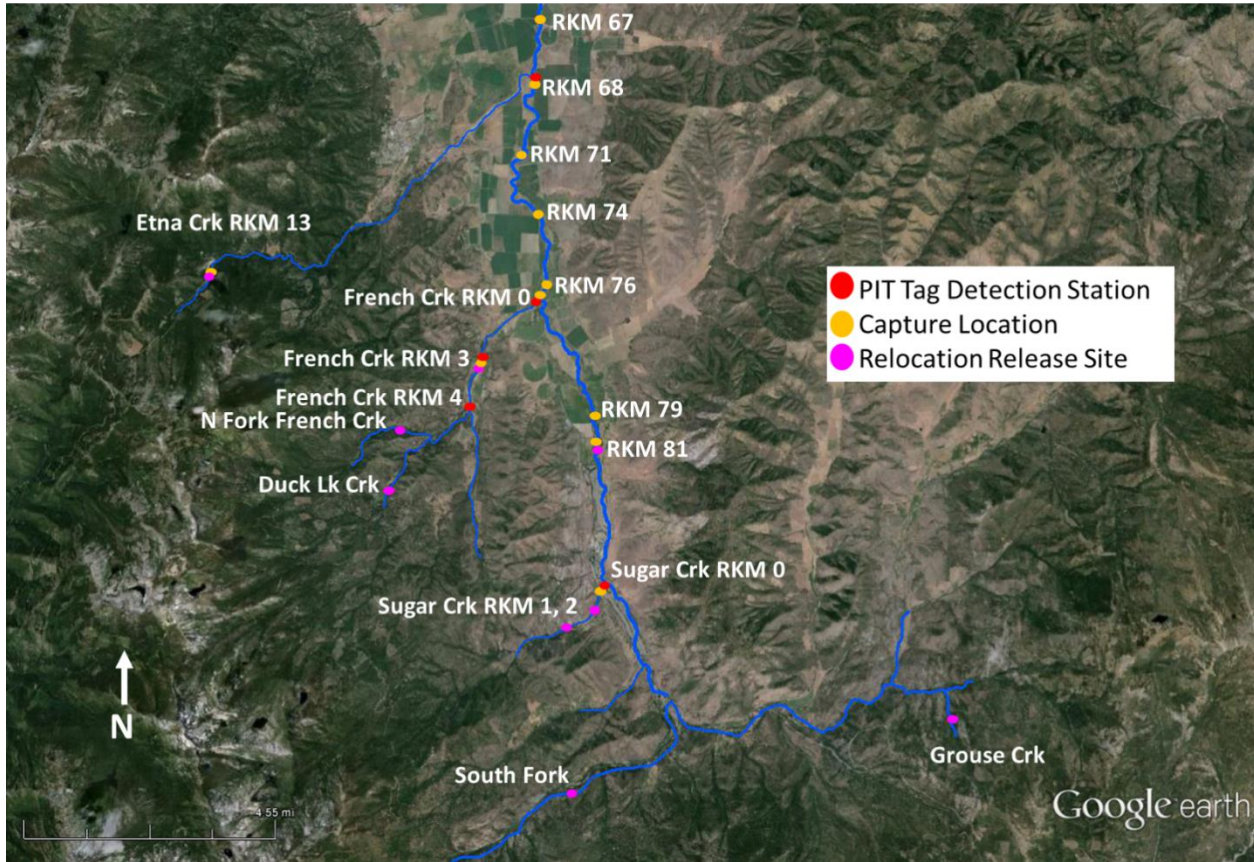 RKM 67
RKM 68
RKM 71
RKM 74
Etna Crk RKM 13
RKM 76
French Crk RKM 0
PIT Tag Detection Station
Capture Location
Relocation Release Site
French Crk RKM 3
French Crk RKM 4
N Fork French Crk
RKM 79
RKM 81
Duck Lk Crk
Sugar Crk RKM 0
Sugar Crk RKM 1, 2
N
South Fork
Grouse Crk
4.55 mi
Google earth